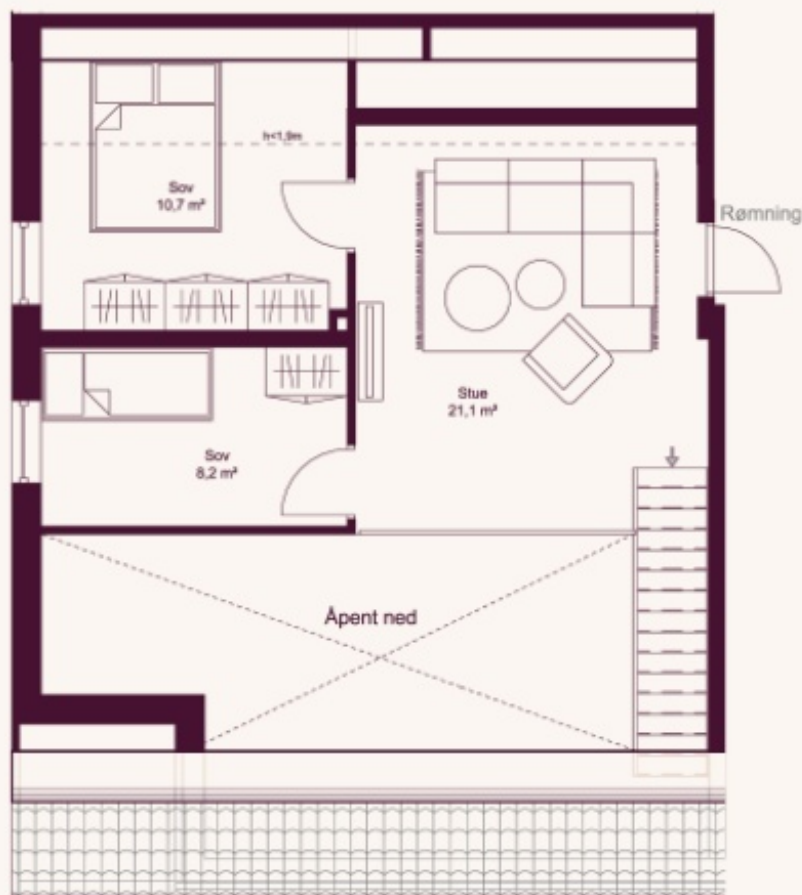 h<1,9m
Sov
10,7 m²
Rømning
Stue
21,1 m²
Sov
8,2 m²
Åpent ned